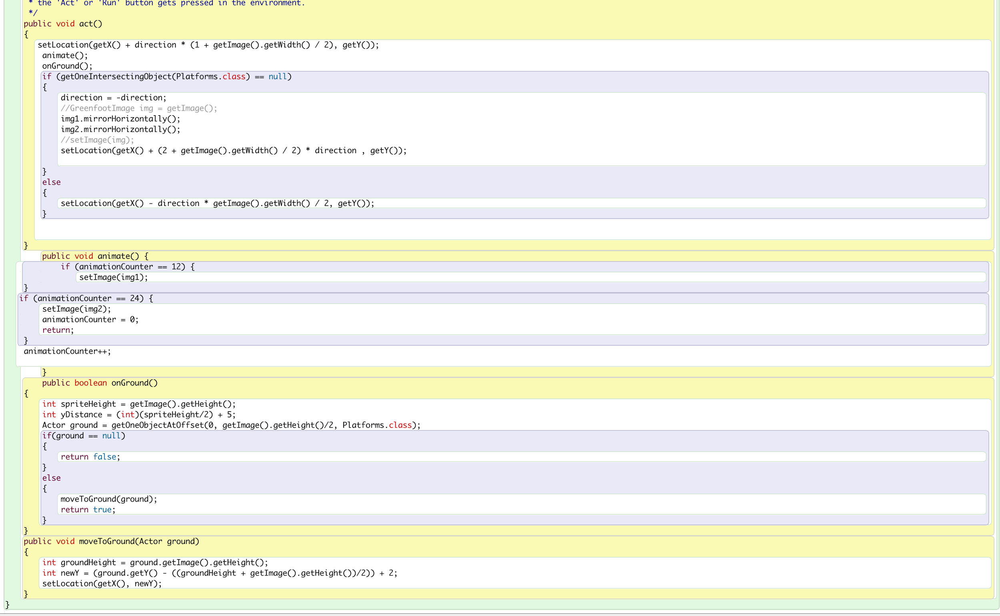 * the 'Act' or 'Run' button gets pressed in the environment.
*/
public void act()
{
setLocation(getX() + direction * (1 + getImage().getWidth() / 2), getY());
animate();
onGround();
if (getOneIntersectingObject(Platforms.class) == null)
{
direction = -direction;
//GreenfootImage img = getImage();
img1.mirrorHorizontally();
img2.mirrorHorizontally();
//setImage(img);
setLocation(getX() + (2 + getImage().getWidth() / 2) * direction , getY());
}
else
{
setLocation(getX() - direction * getImage().getWidth() / 2, getY());
}
}
public void animate() {
if (animationCounter == 12) {
setImage(img1);
}
if (animationCounter == 24) {
setImage(img2);
animationCounter = 0;
return;
}
animationCounter++;
}
public boolean onGround()
{
int spriteHeight = getImage().getHeight();
int yDistance = (int)(spriteHeight/2) + 5;
Actor ground = getOneObjectAtOffset(0, getImage().getHeight()/2, Platforms.class);
if(ground == null)
{
return false;
}
else
{
moveToGround(ground);
return true;
}
}
public void moveToGround(Actor ground)
{
int groundHeight = ground.getImage().getHeight();
int newY = (ground.getY() - ((groundHeight + getImage().getHeight())/2)) + 2;
setLocation(getX(), newY);
}
}